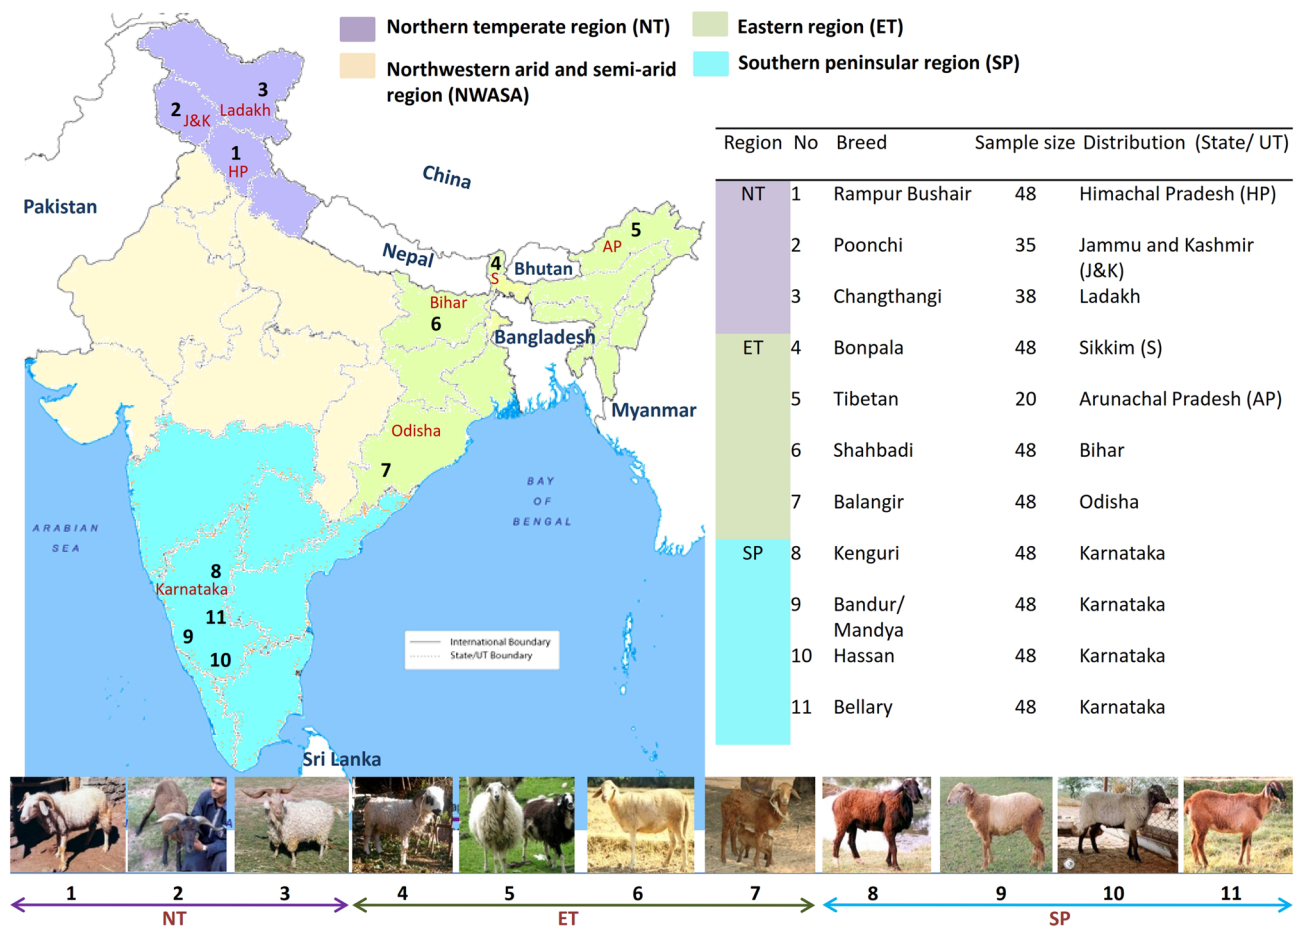 Northern temperate region (NT)
Eastern region (ET)
Northwestern arid and semi-arid
region (NWASA)
Southern peninsular region (SP)
3
2
Ladakh
J&K
1
HP
China
Pakistan
Nepal
5
AP
4
S
Bhutan
Bihar
6
Bangladesh
Myanmar
Odisha
7
BAY
OF
BENGAL
ARABIAN
SEA
8
Karnataka
11
9
10
International Boundary
State/UT Boundary
Sri Lanka
Region No Breed Sample size Distribution (State/ UT)
NT 1 Rampur Bushair 48 Himachal Pradesh (HP)
2 Poonchi 35 Jammu and Kashmir
(J&K)
3 Changthangi 38 Ladakh
ET 4 Bonpala 48 Sikkim (S)
5 Tibetan 20 Arunachal Pradesh (AP)
6 Shahbadi 48 Bihar
7 Balangir 48 Odisha
SP 8 Kenguri 48 Karnataka
9 Bandur/ 48 Karnataka
Mandya
10 Hassan 48 Karnataka
11 Bellary 48 Karnataka
1 2 3 4 5 6 7 8 9 10 11
NT ET SP